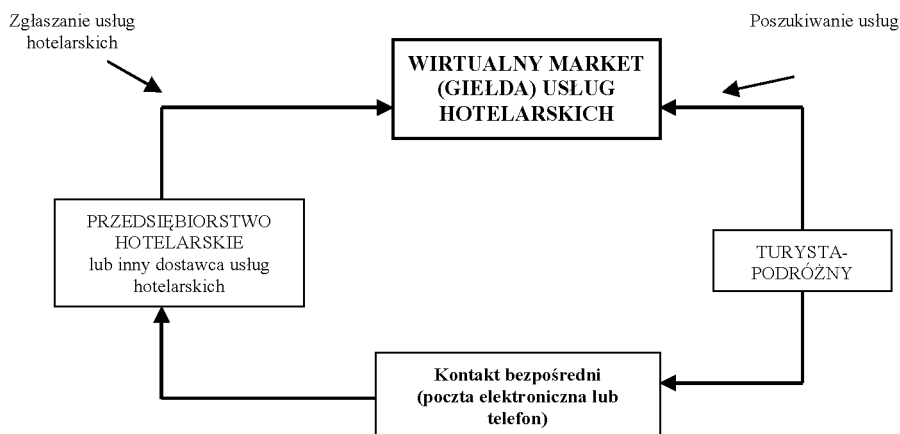 Zgłaszanie usług
hotelarskich
Poszukiwanie usług
WIRTUALNY MARKET
(GIEŁDA) USŁUG
HOTELARSKICH
PRZEDSIĘBIORSTWO
HOTELARSKIE
lub inny dostawca usług
hotelarskich
TURYSTA-
PODRÓŻNY
Kontakt bezpośredni
(poczta elektroniczna lub
telefon)